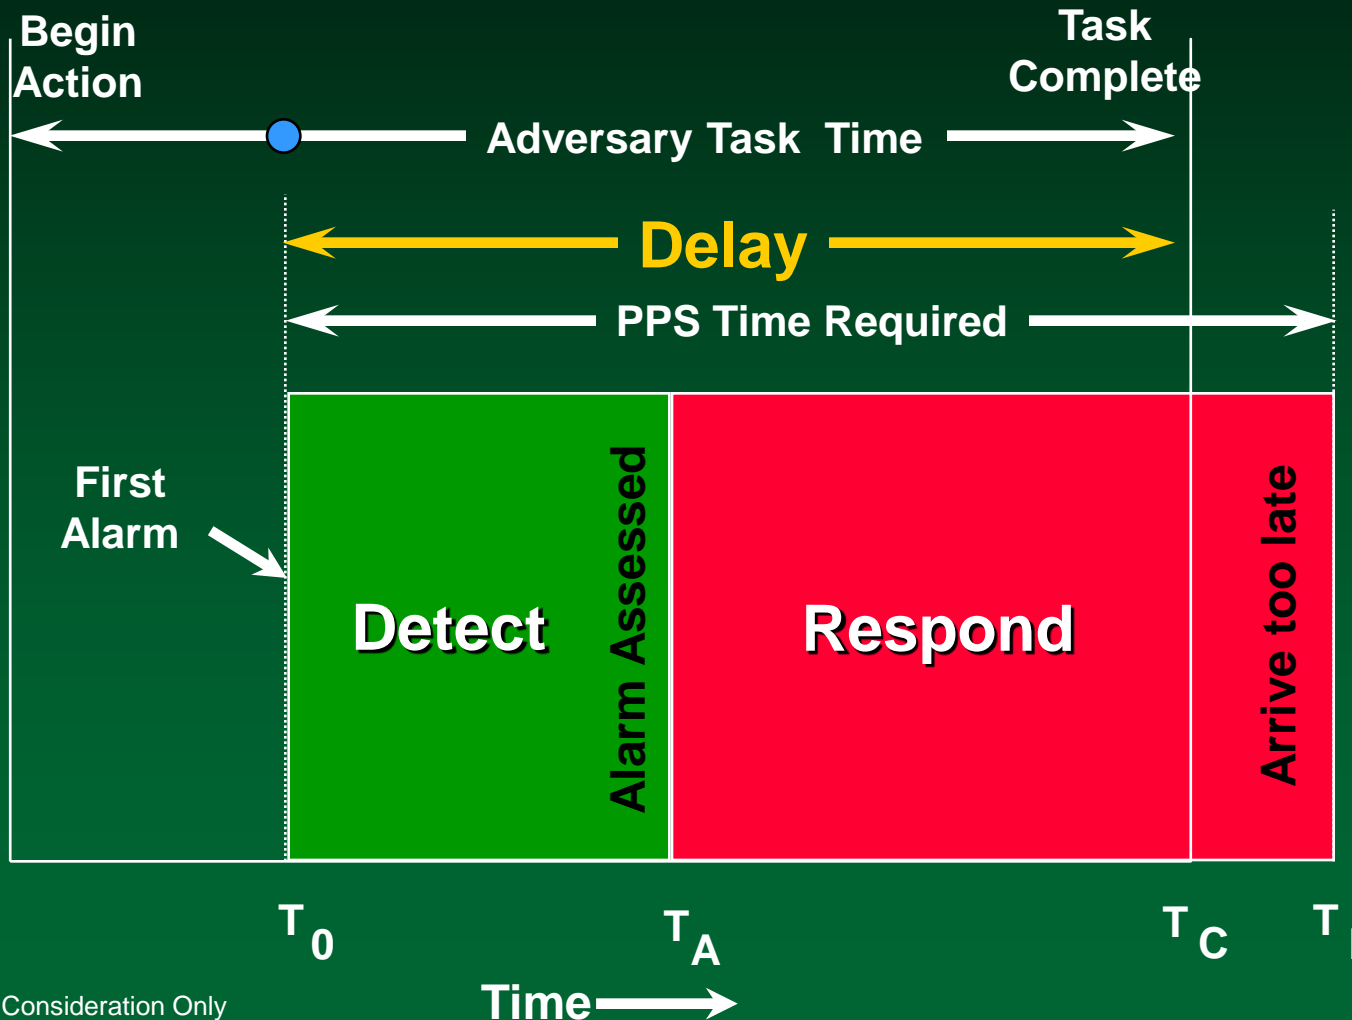 Begin
Action
Task
Complete
Adversary Task Time
Delay
PPS Time Required
First
Alarm
Detect
Alarm Assessed
Respond
Arrive too late
T0
TA
TC
T
Time
Consideration Only